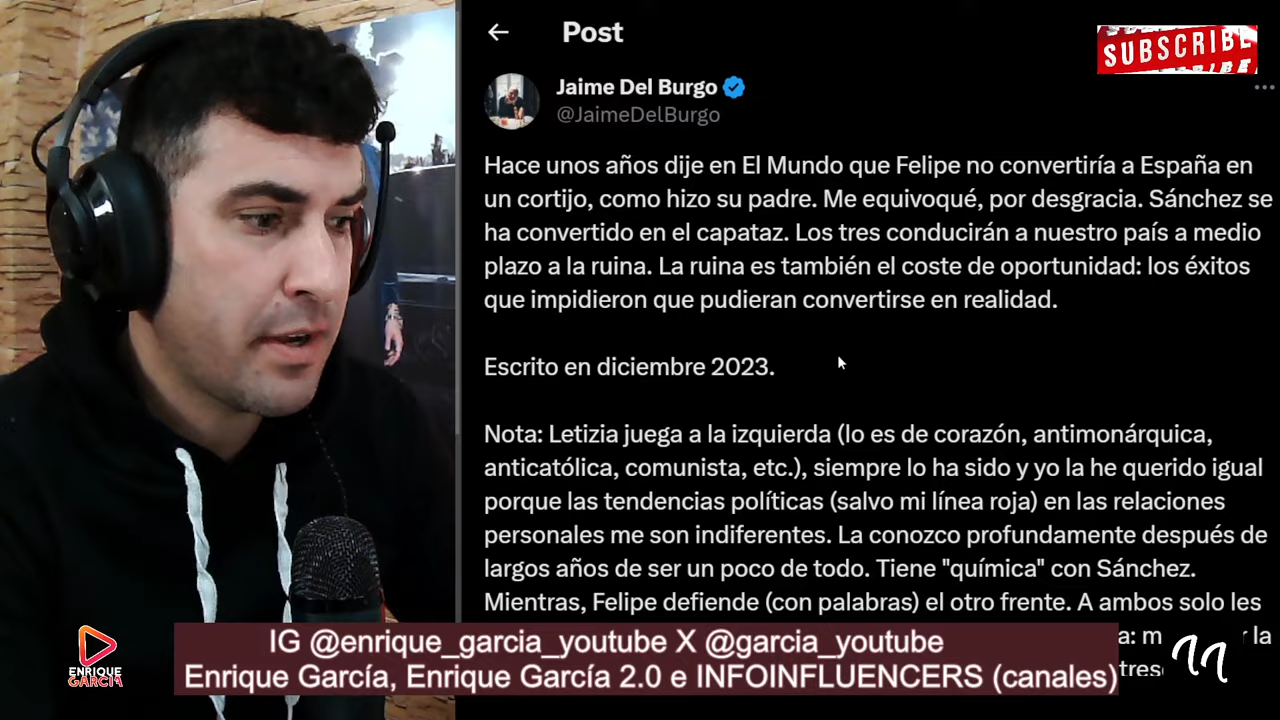 Post
SUBSCRIBE
Jaime Del Burgo
@JaimeDelBurgo
Hace unos años dije en El Mundo que Felipe no convertiría a España en
un cortijo, como hizo su padre. Me equivoqué, por desgracia. Sánchez se
ha convertido en el capataz. Los tres conducirán a nuestro país a medio
plazo a la ruina. La ruina es también el coste de oportunidad: los éxitos
que impidieron que pudieran convertirse en realidad.
Escrito en diciembre 2023.
Nota: Letizia juega a la izquierda (lo es de corazón, antimonárquica,
anticatólica, comunista, etc.), siempre lo ha sido y yo la he querido igual
porque las tendencias políticas (salvo mi línea roja) en las relaciones
personales me son indiferentes. La conozco profundamente después de
largos años de ser un poco de todo. Tiene "química" con Sánchez.
Mientras, Felipe defiende (con palabras) el otro frente. A ambos solo les
la
IG @enrique_garcia_youtube X @garcia_youtube
Enrique García, Enrique García 2.0 e INFOINFLUENCERS (canales)
ENRIQUE
GARCÍA